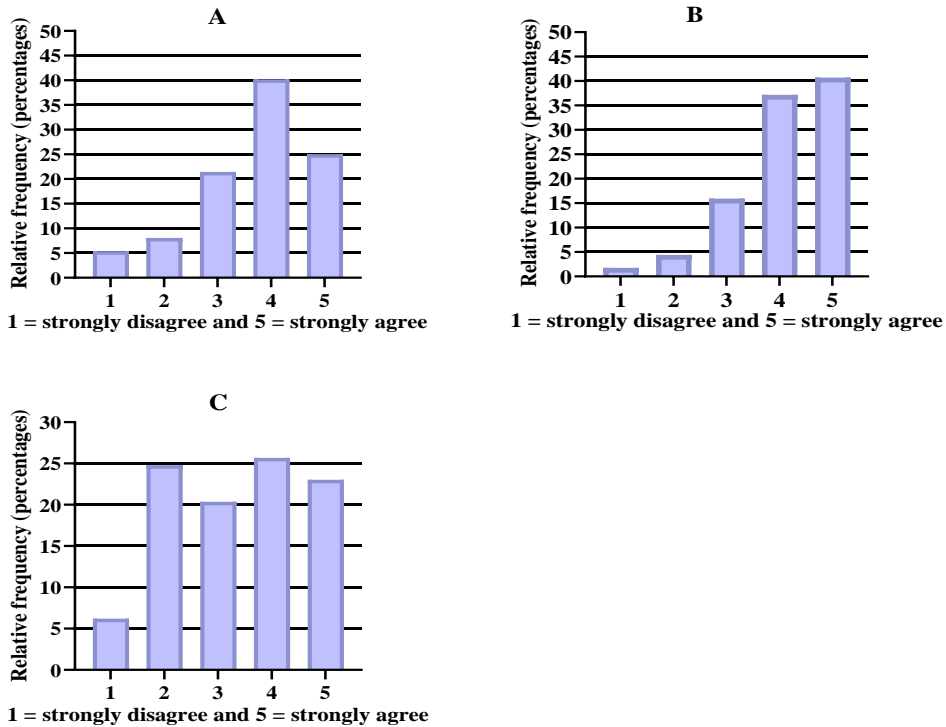 A
Relative frequency (percentages)
50
45
40
35
30
25
20
15
10
5
0
1 2 3 4 5
1 = strongly disagree and 5 = strongly agree
B
Relative frequency (percentages)
50
45
40
35
30
25
20
15
10
5
0
1 2 3 4 5
1 = strongly disagree and 5 = strongly agree
C
Relative frequency (percentages)
30
25
20
15
10
5
0
1 2 3 4 5
1 = strongly disagree and 5 = strongly agree